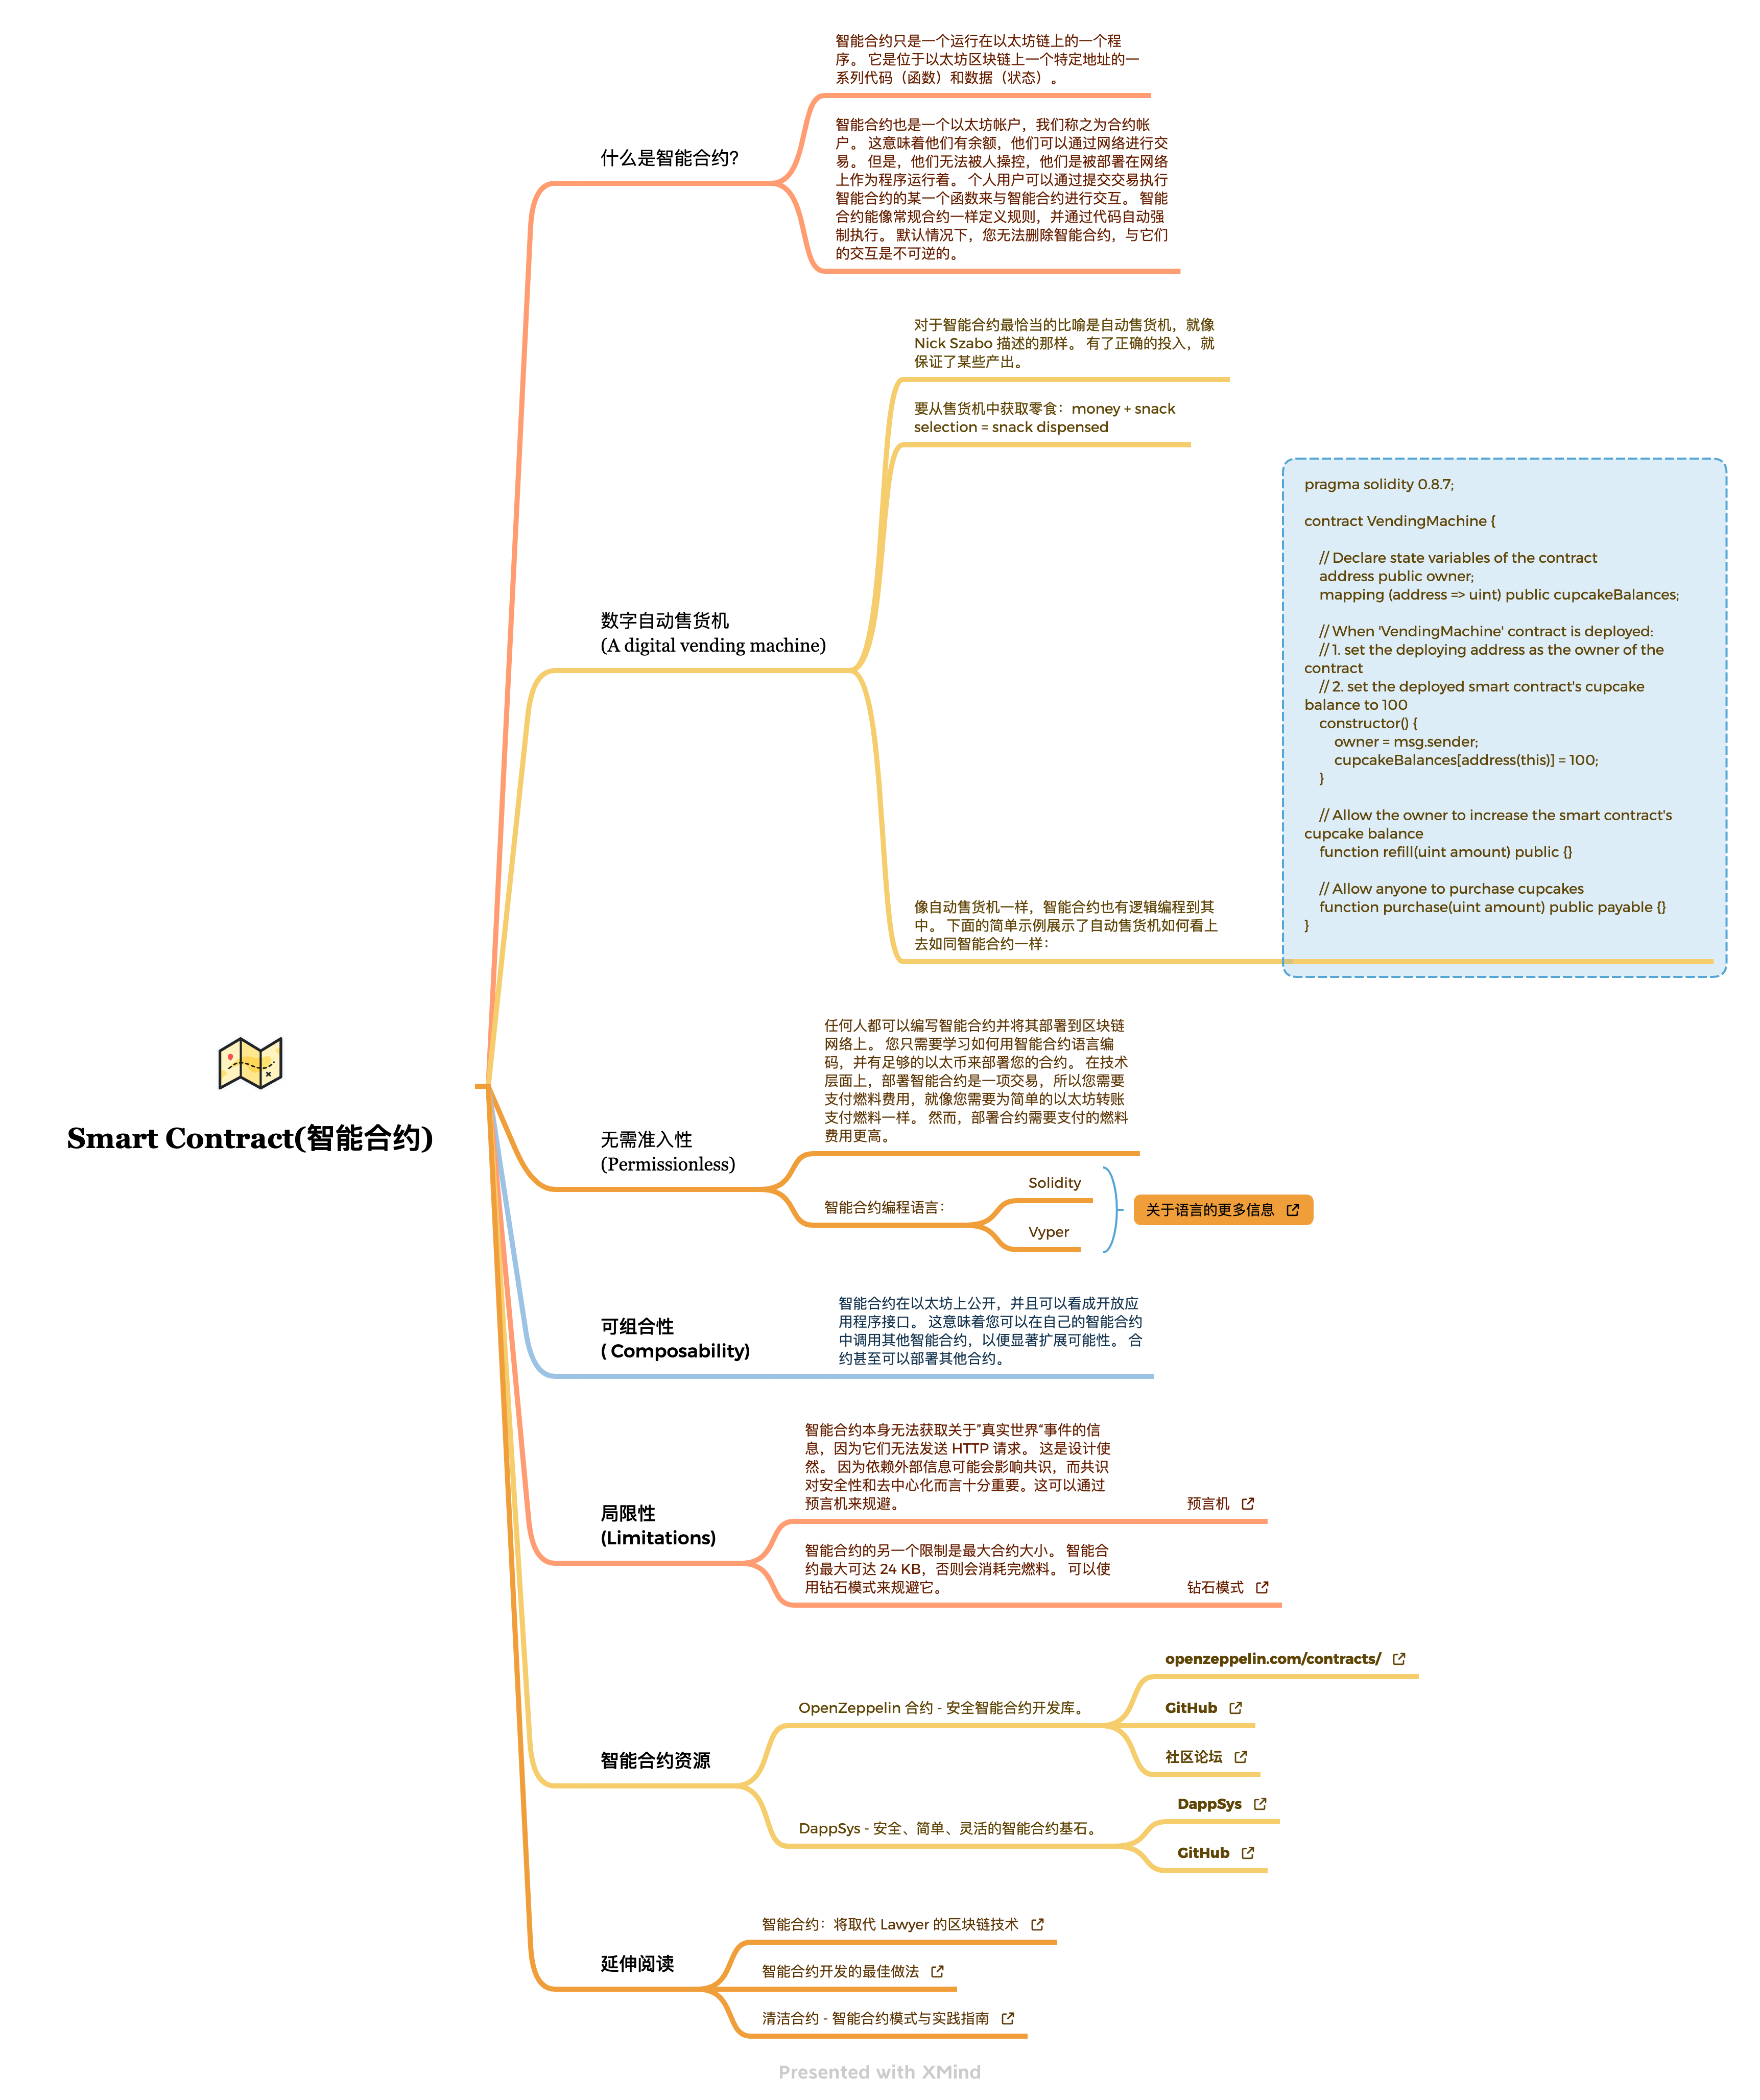 智能合约只是一个运行在以太坊链上的一个程
序。 它是位于以太坊区块链上一个特定地址的一
系列代码（函数）和数据（状态）。
什么是智能合约?
智能合约也是一个以太坊帐户，我们称之为合约帐
户。 这意味着他们有余额，他们可以通过网络进行交
易。 但是，他们无法被人操控，他们是被部署在网络
上作为程序运行着。 个人用户可以通过提交交易执行
智能合约的某一个函数来与智能合约进行交互。 智能
合约能像常规合约一样定义规则，并通过代码自动强
制执行。 默认情况下，您无法删除智能合约，与它们
的交互是不可逆的。
对于智能合约最恰当的比喻是自动售货机，就像
Nick Szabo 描述的那样。 有了正确的投入，就
保证了某些产出。
要从售货机中获取零食：money + snack
selection = snack dispensed
数字自动售货机
(A digital vending machine)
像自动售货机一样，智能合约也有逻辑编程到其
中。 下面的简单示例展示了自动售货机如何看上
去如同智能合约一样：
pragma solidity 0.8.7;
contract VendingMachine {
// Declare state variables of the contract
address public owner;
mapping (address => uint) public cupcakeBalances;
// When 'VendingMachine' contract is deployed:
// 1. set the deploying address as the owner of the
contract
// 2. set the deployed smart contract's cupcake
balance to 100
constructor() {
owner = msg.sender;
cupcakeBalances[address(this)] = 100;
}
// Allow the owner to increase the smart contract's
cupcake balance
function refill(uint amount) public {}
// Allow anyone to purchase cupcakes
function purchase(uint amount) public payable {}
}
Smart Contract(智能合约)
任何人都可以编写智能合约并将其部署到区块链
网络上。 您只需要学习如何用智能合约语言编
码，并有足够的以太币来部署您的合约。 在技术
层面上，部署智能合约是一项交易，所以您需要
支付燃料费用，就像您需要为简单的以太坊转账
支付燃料一样。 然而，部署合约需要支付的燃料
费用更高。
无需准入性
(Permissionless)
智能合约编程语言：
Solidity
Vyper
关于语言的更多信息
可组合性
( Composability)
智能合约在以太坊上公开，并且可以看成开放应
用程序接口。 这意味着您可以在自己的智能合约
中调用其他智能合约，以便显著扩展可能性。 合
约甚至可以部署其他合约。
局限性
(Limitations)
智能合约本身无法获取关于”真实世界“事件的信
息，因为它们无法发送 HTTP 请求。 这是设计使
然。 因为依赖外部信息可能会影响共识，而共识
对安全性和去中心化而言十分重要。这可以通过
预言机来规避。
预言机
智能合约的另一个限制是最大合约大小。 智能合
约最大可达 24 KB，否则会消耗完燃料。 可以使
用钻石模式来规避它。
钻石模式
智能合约资源
OpenZeppelin 合约 - 安全智能合约开发库。
openzeppelin.com/contracts/
GitHub
社区论坛
DappSys - 安全、简单、灵活的智能合约基石。
DappSys
GitHub
延伸阅读
智能合约：将取代 Lawyer 的区块链技术
智能合约开发的最佳做法
清洁合约 - 智能合约模式与实践指南
Presented with XMind